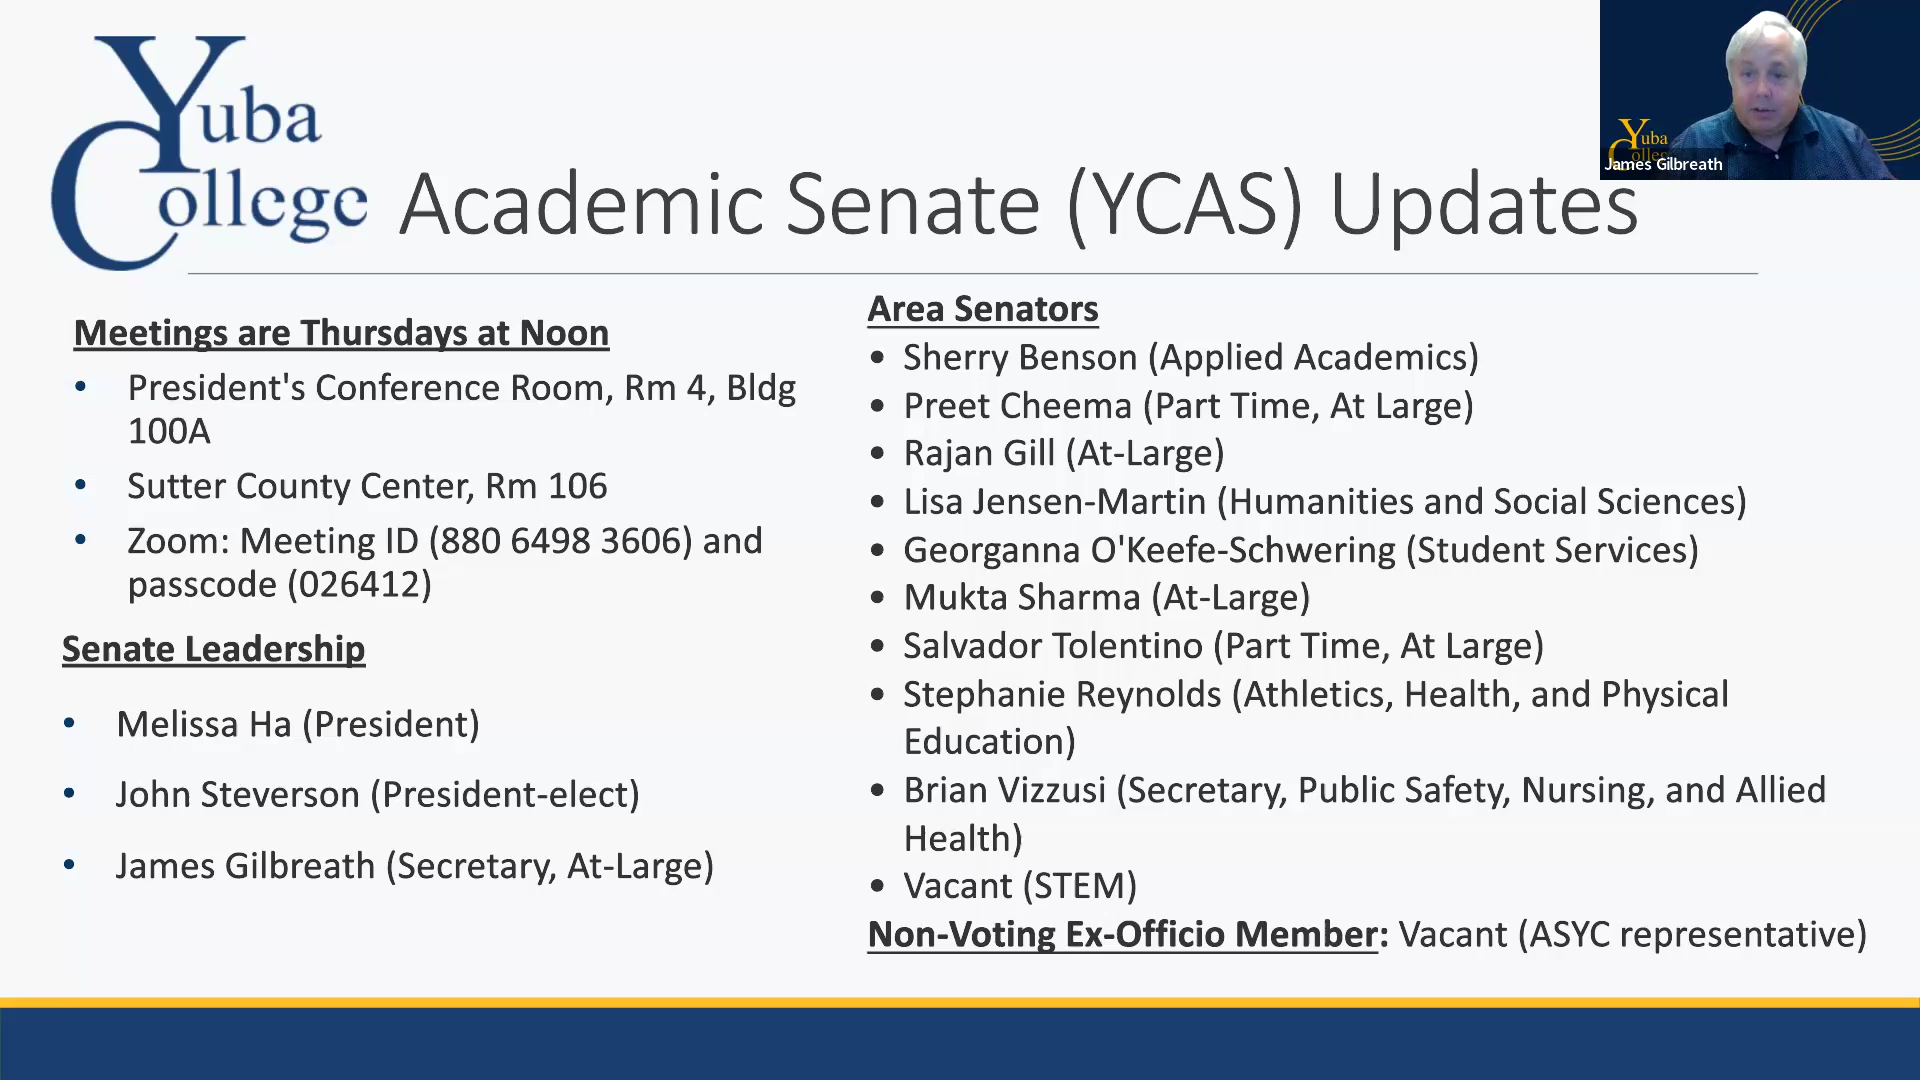 Yuba
College
Academic Senate (YCAS) Updates
Yuba
College
James Gilbreath
Meetings are Thursdays at Noon
• President's Conference Room, Rm 4, Bldg
100A
• Sutter County Center, Rm 106
• Zoom: Meeting ID (880 6498 3606) and
passcode (026412)
Senate Leadership
• Melissa Ha (President)
• John Steverson (President-elect)
• James Gilbreath (Secretary, At-Large)
Area Senators
• Sherry Benson (Applied Academics)
• Preet Cheema (Part Time, At Large)
• Rajan Gill (At-Large)
• Lisa Jensen-Martin (Humanities and Social Sciences)
• Georganna O'Keefe-Schwering (Student Services)
• Mukta Sharma (At-Large)
• Salvador Tolentino (Part Time, At Large)
• Stephanie Reynolds (Athletics, Health, and Physical
Education)
• Brian Vizzusi (Secretary, Public Safety, Nursing, and Allied
Health)
• Vacant (STEM)
Non-Voting Ex-Officio Member: Vacant (ASYC representative)